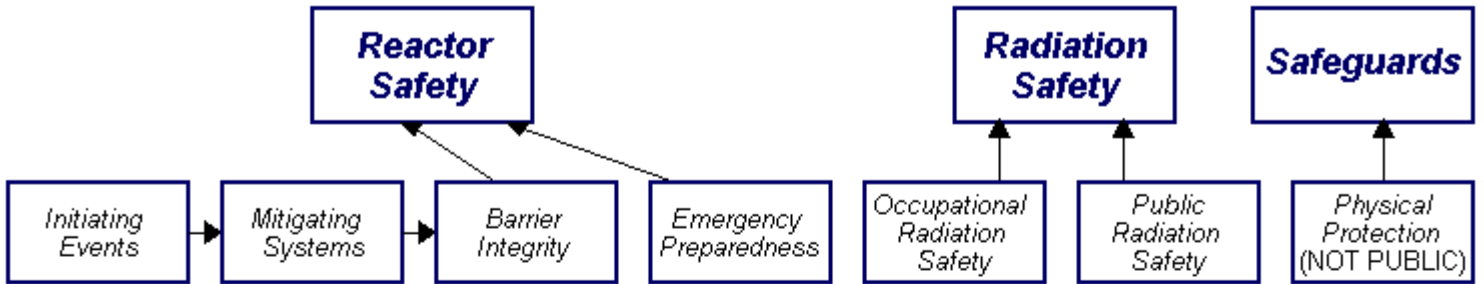 Reactor
Safety
Radiation
Safety
Safeguards
Initiating
Events
Mitigating
Systems
Barrier
Integrity
Emergency
Preparedness
Occupational
Radiation
Safety
Public
Radiation
Safety
Physical
Protection
(NOT PUBLIC)